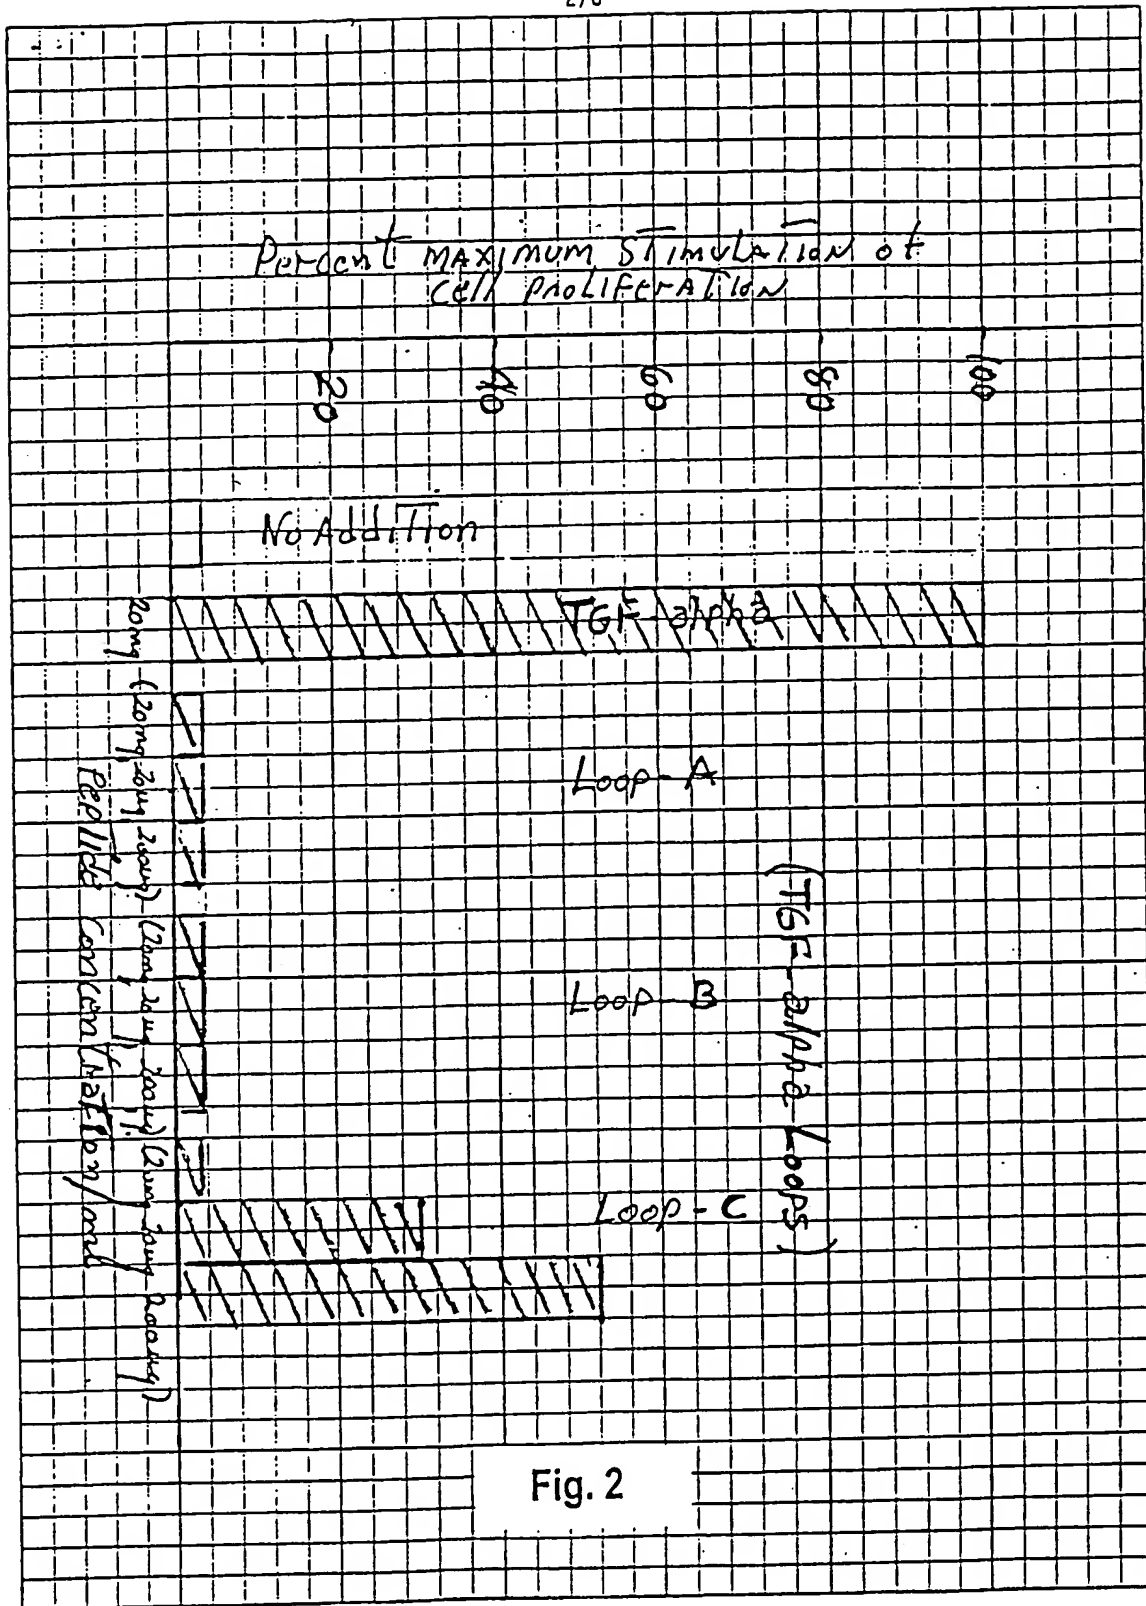 Percent MAXIMUM STIMULATION of
CELL PROLIFERATION
20
40
60
80
100
No Addition
TGF-alpha
Loop-A
Loop-B
Loop-C
(TGF-alpha Loops)
Peptide Concentration/ml
Fig. 2